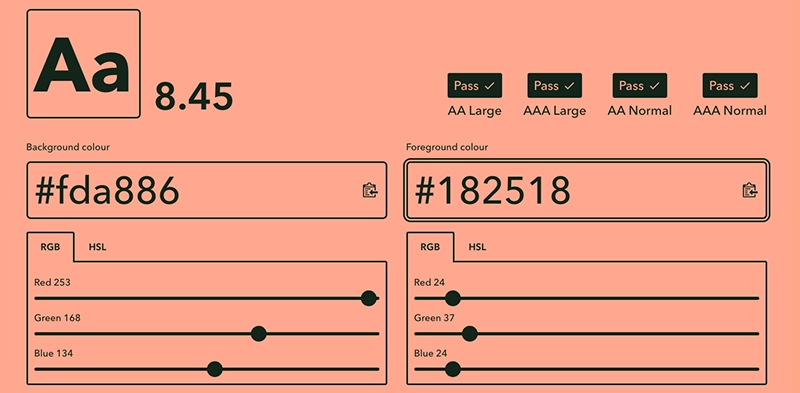 Aa
8.45
Pass Pass Pass Pass
AA Large AAA Large AA Normal AAA Normal
Background colour
#fda886
Foreground colour
#182518
RGB HSL
Red 253
Green 168
Blue 134
RGB HSL
Red 24
Green 37
Blue 24